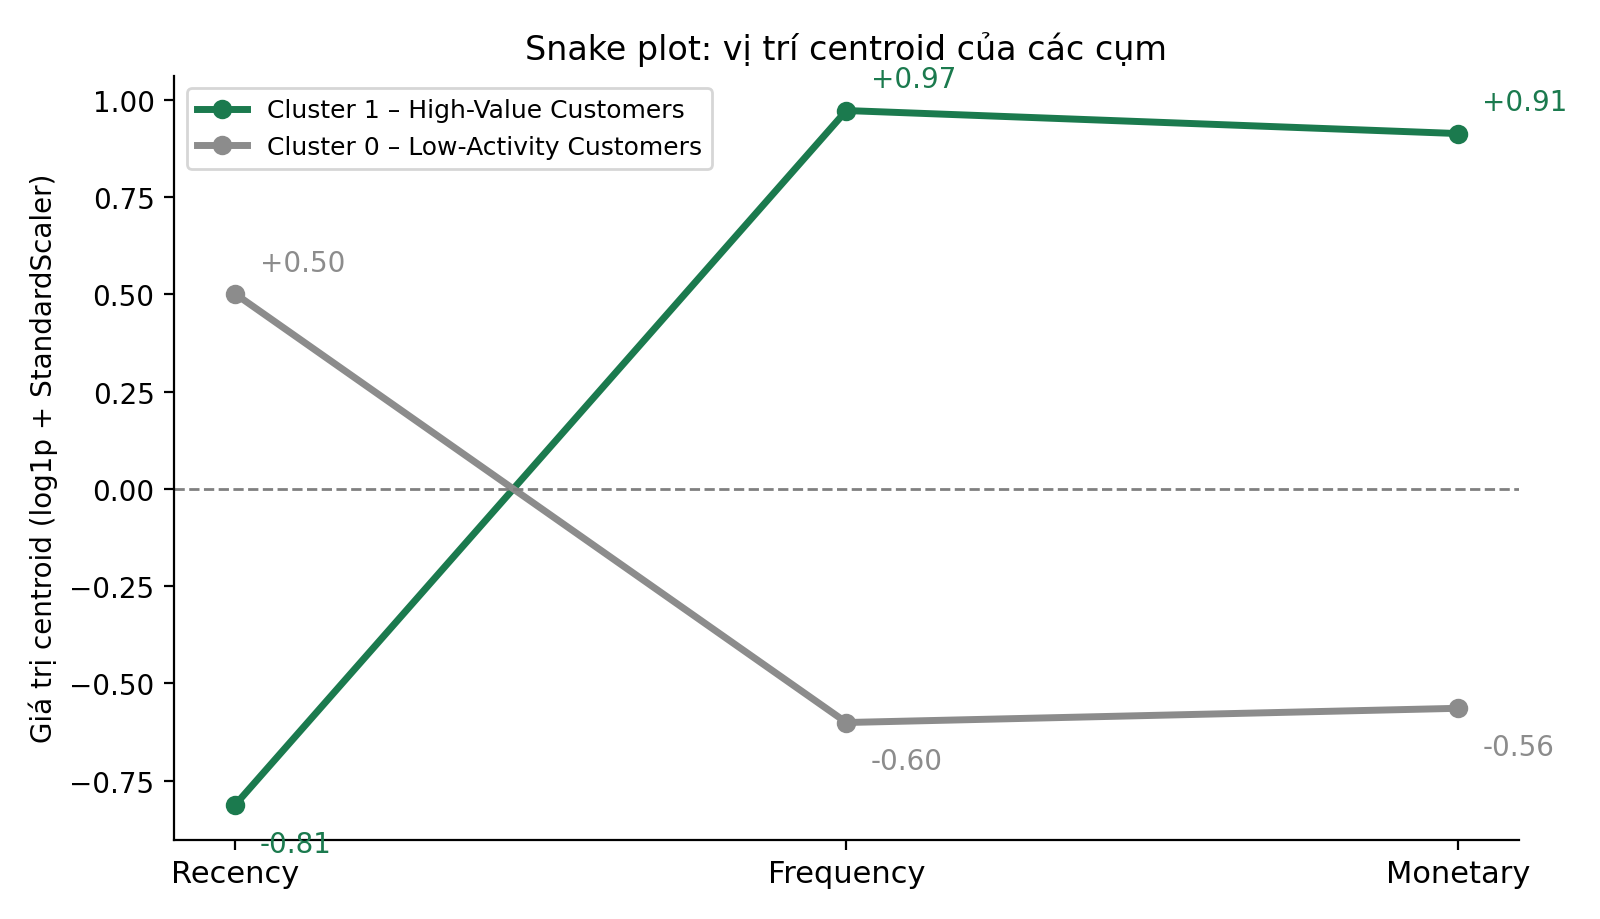 Snake plot: vị trí centroid của các cụm
Cluster 1 – High-Value Customers
Cluster 0 – Low-Activity Customers
Giá trị centroid (log1p + StandardScaler)
1.00
0.75
0.50
0.25
0.00
−0.25
−0.50
−0.75
+0.97
+0.91
+0.50
-0.60
-0.56
-0.81
Recency
Frequency
Monetary